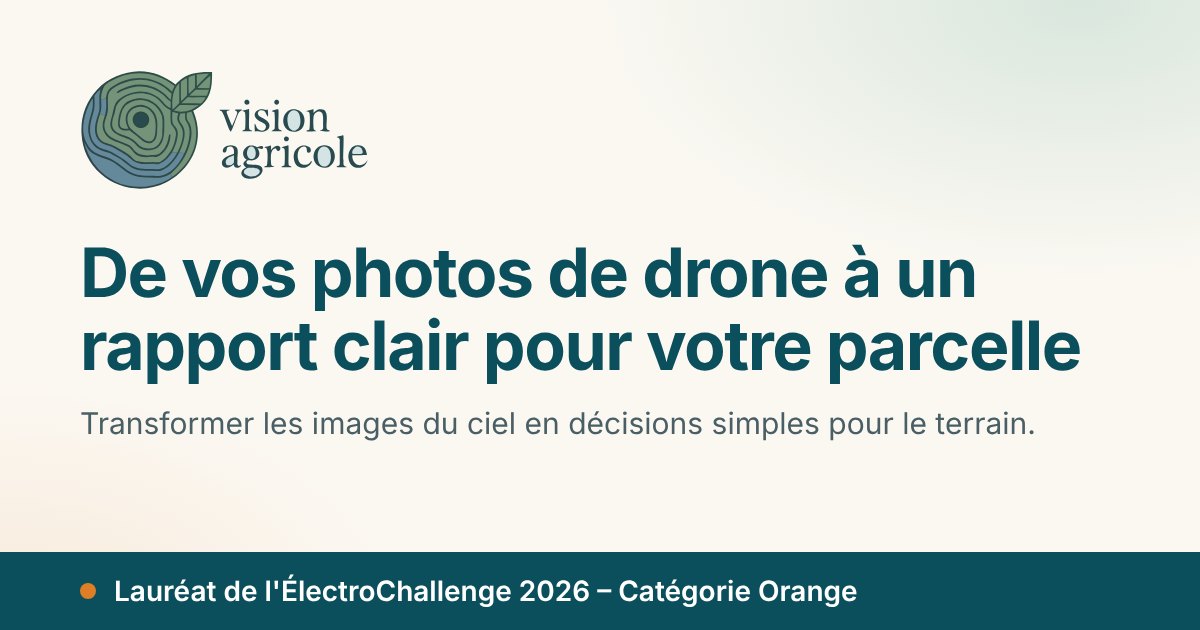 vision
agricole
De vos photos de drone à un
rapport clair pour votre parcelle
Transformer les images du ciel en décisions simples pour le terrain.
Lauréat de l'ÉlectroChallenge 2026 – Catégorie Orange